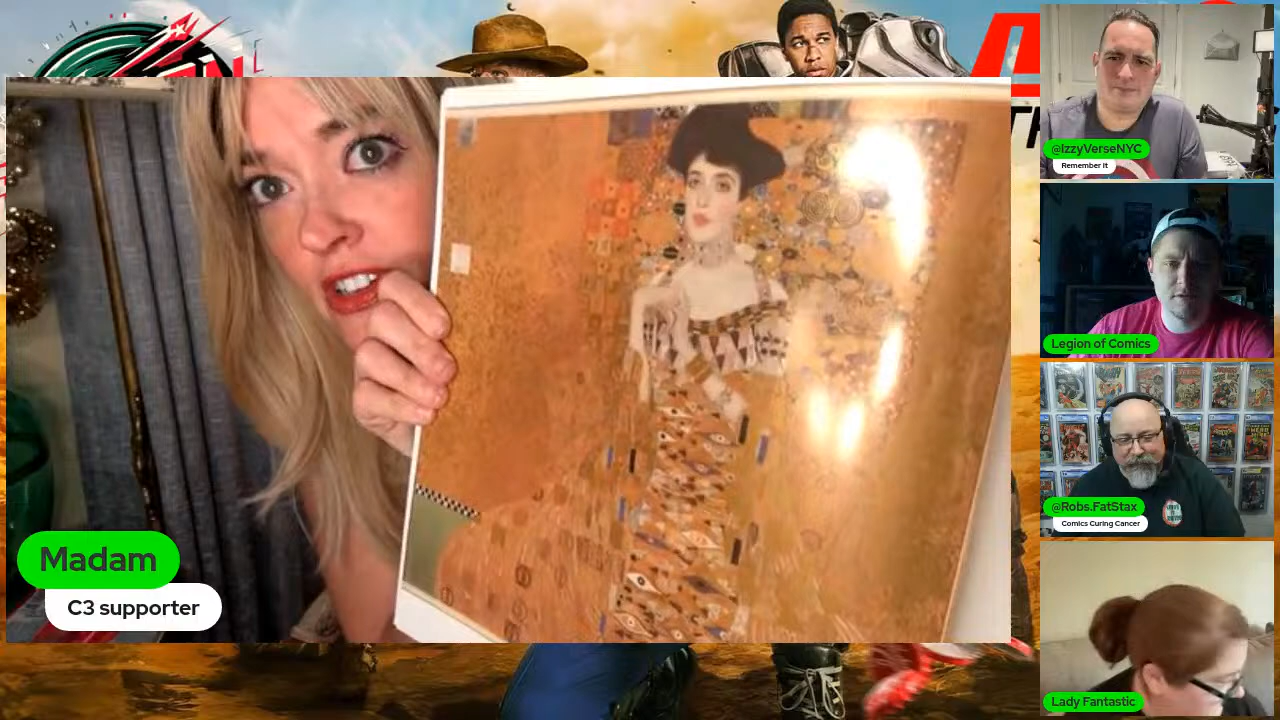 @IzzyVerseNYC
Remember It
Legion of Comics
@Robs.FatStax
Comics Curing Cancer
Lady Fantastic
Madam
C3 supporter